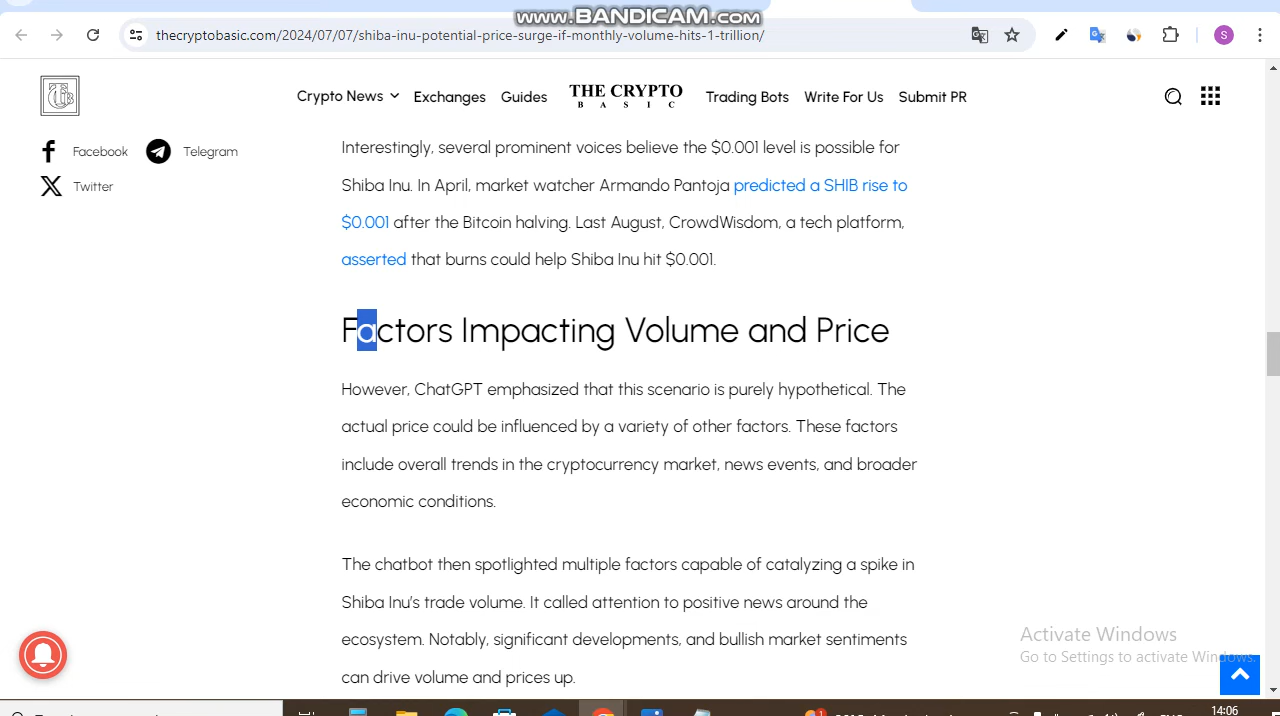 www.BANDICAM.com
thecryptobasic.com/2024/07/07/shiba-inu-potential-price-surge-if-monthly-volume-hits-1-trillion/
S
Crypto News Exchanges Guides THE CRYPTO BASIC Trading Bots Write For Us Submit PR
Facebook Telegram
Twitter
Interestingly, several prominent voices believe the $0.001 level is possible for
Shiba Inu. In April, market watcher Armando Pantoja predicted a SHIB rise to
$0.001 after the Bitcoin halving. Last August, CrowdWisdom, a tech platform,
asserted that burns could help Shiba Inu hit $0.001.
Factors Impacting Volume and Price
However, ChatGPT emphasized that this scenario is purely hypothetical. The
actual price could be influenced by a variety of other factors. These factors
include overall trends in the cryptocurrency market, news events, and broader
economic conditions.
The chatbot then spotlighted multiple factors capable of catalyzing a spike in
Shiba Inu's trade volume. It called attention to positive news around the
ecosystem. Notably, significant developments, and bullish market sentiments
can drive volume and prices up.
Activate Windows
Go to Settings to activate Windows.
14:06